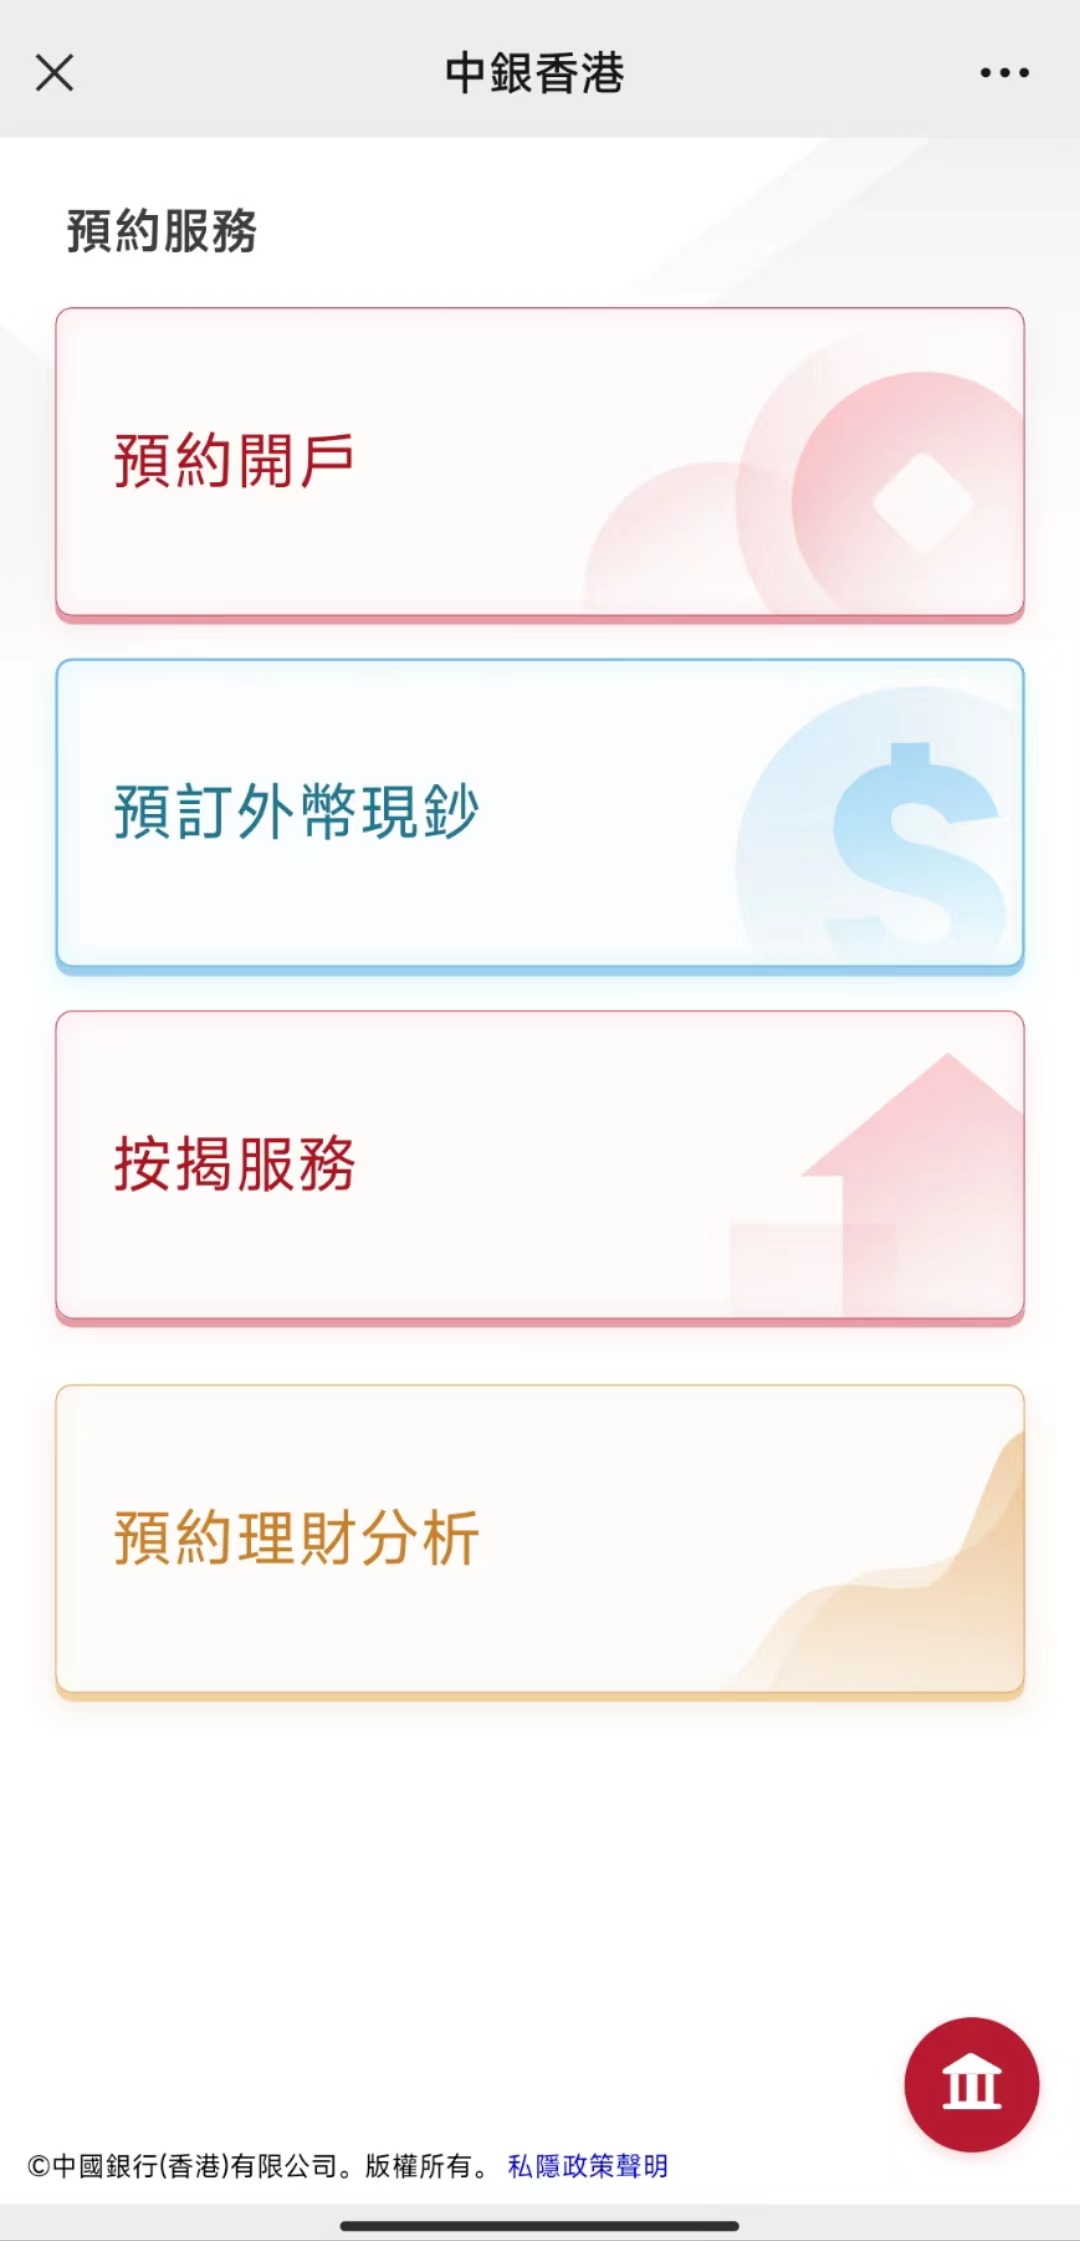 中銀香港
預約服務
預約開戶
預訂外幣現鈔
按揭服務
預約理財分析
©中國銀行(香港)有限公司。版權所有。 私隱政策聲明